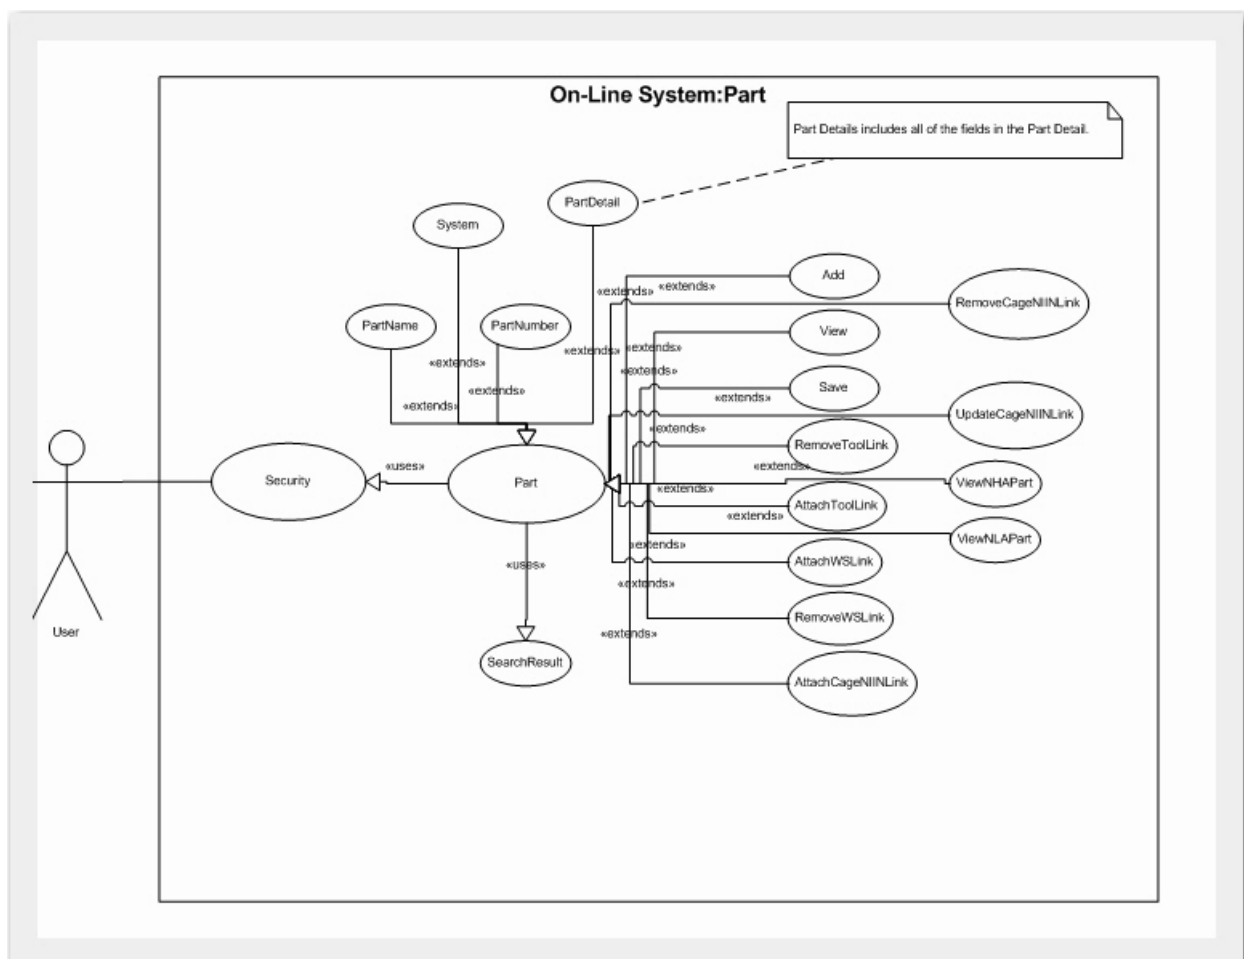 On-Line System:Part
Part Details includes all of the fields in the Part Detail.
PartDetail
System
Add
«extends»
«extends»
RemoveCageNIINLink
PartName
PartNumber
View
«extends»
«extends»
«extends»
«extends»
«extends»
Save
«extends»
«extends»
UpdateCageNIINLink
«extends»
RemoveToolLink
«uses»
«extends»
Security
Part
ViewNHAPart
«extends»
AttachToolLink
«extends»
ViewNLAPart
«extends»
AttachWSLink
«uses»
«extends»
RemoveWSLink
User
«extends»
SearchResult
AttachCageNIINLink